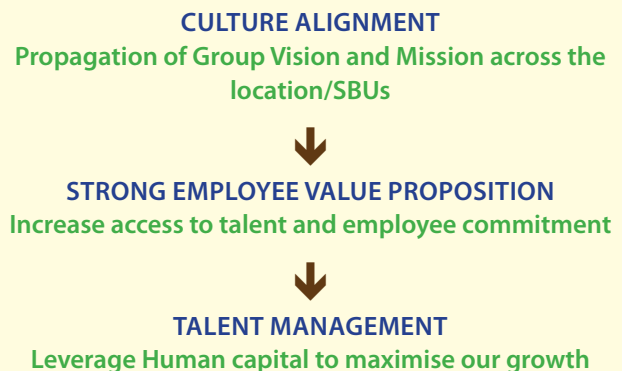 CULTURE ALIGNMENT
Propagation of Group Vision and Mission across the
location/SBUs
STRONG EMPLOYEE VALUE PROPOSITION
Increase access to talent and employee commitment
TALENT MANAGEMENT
Leverage Human capital to maximise our growth